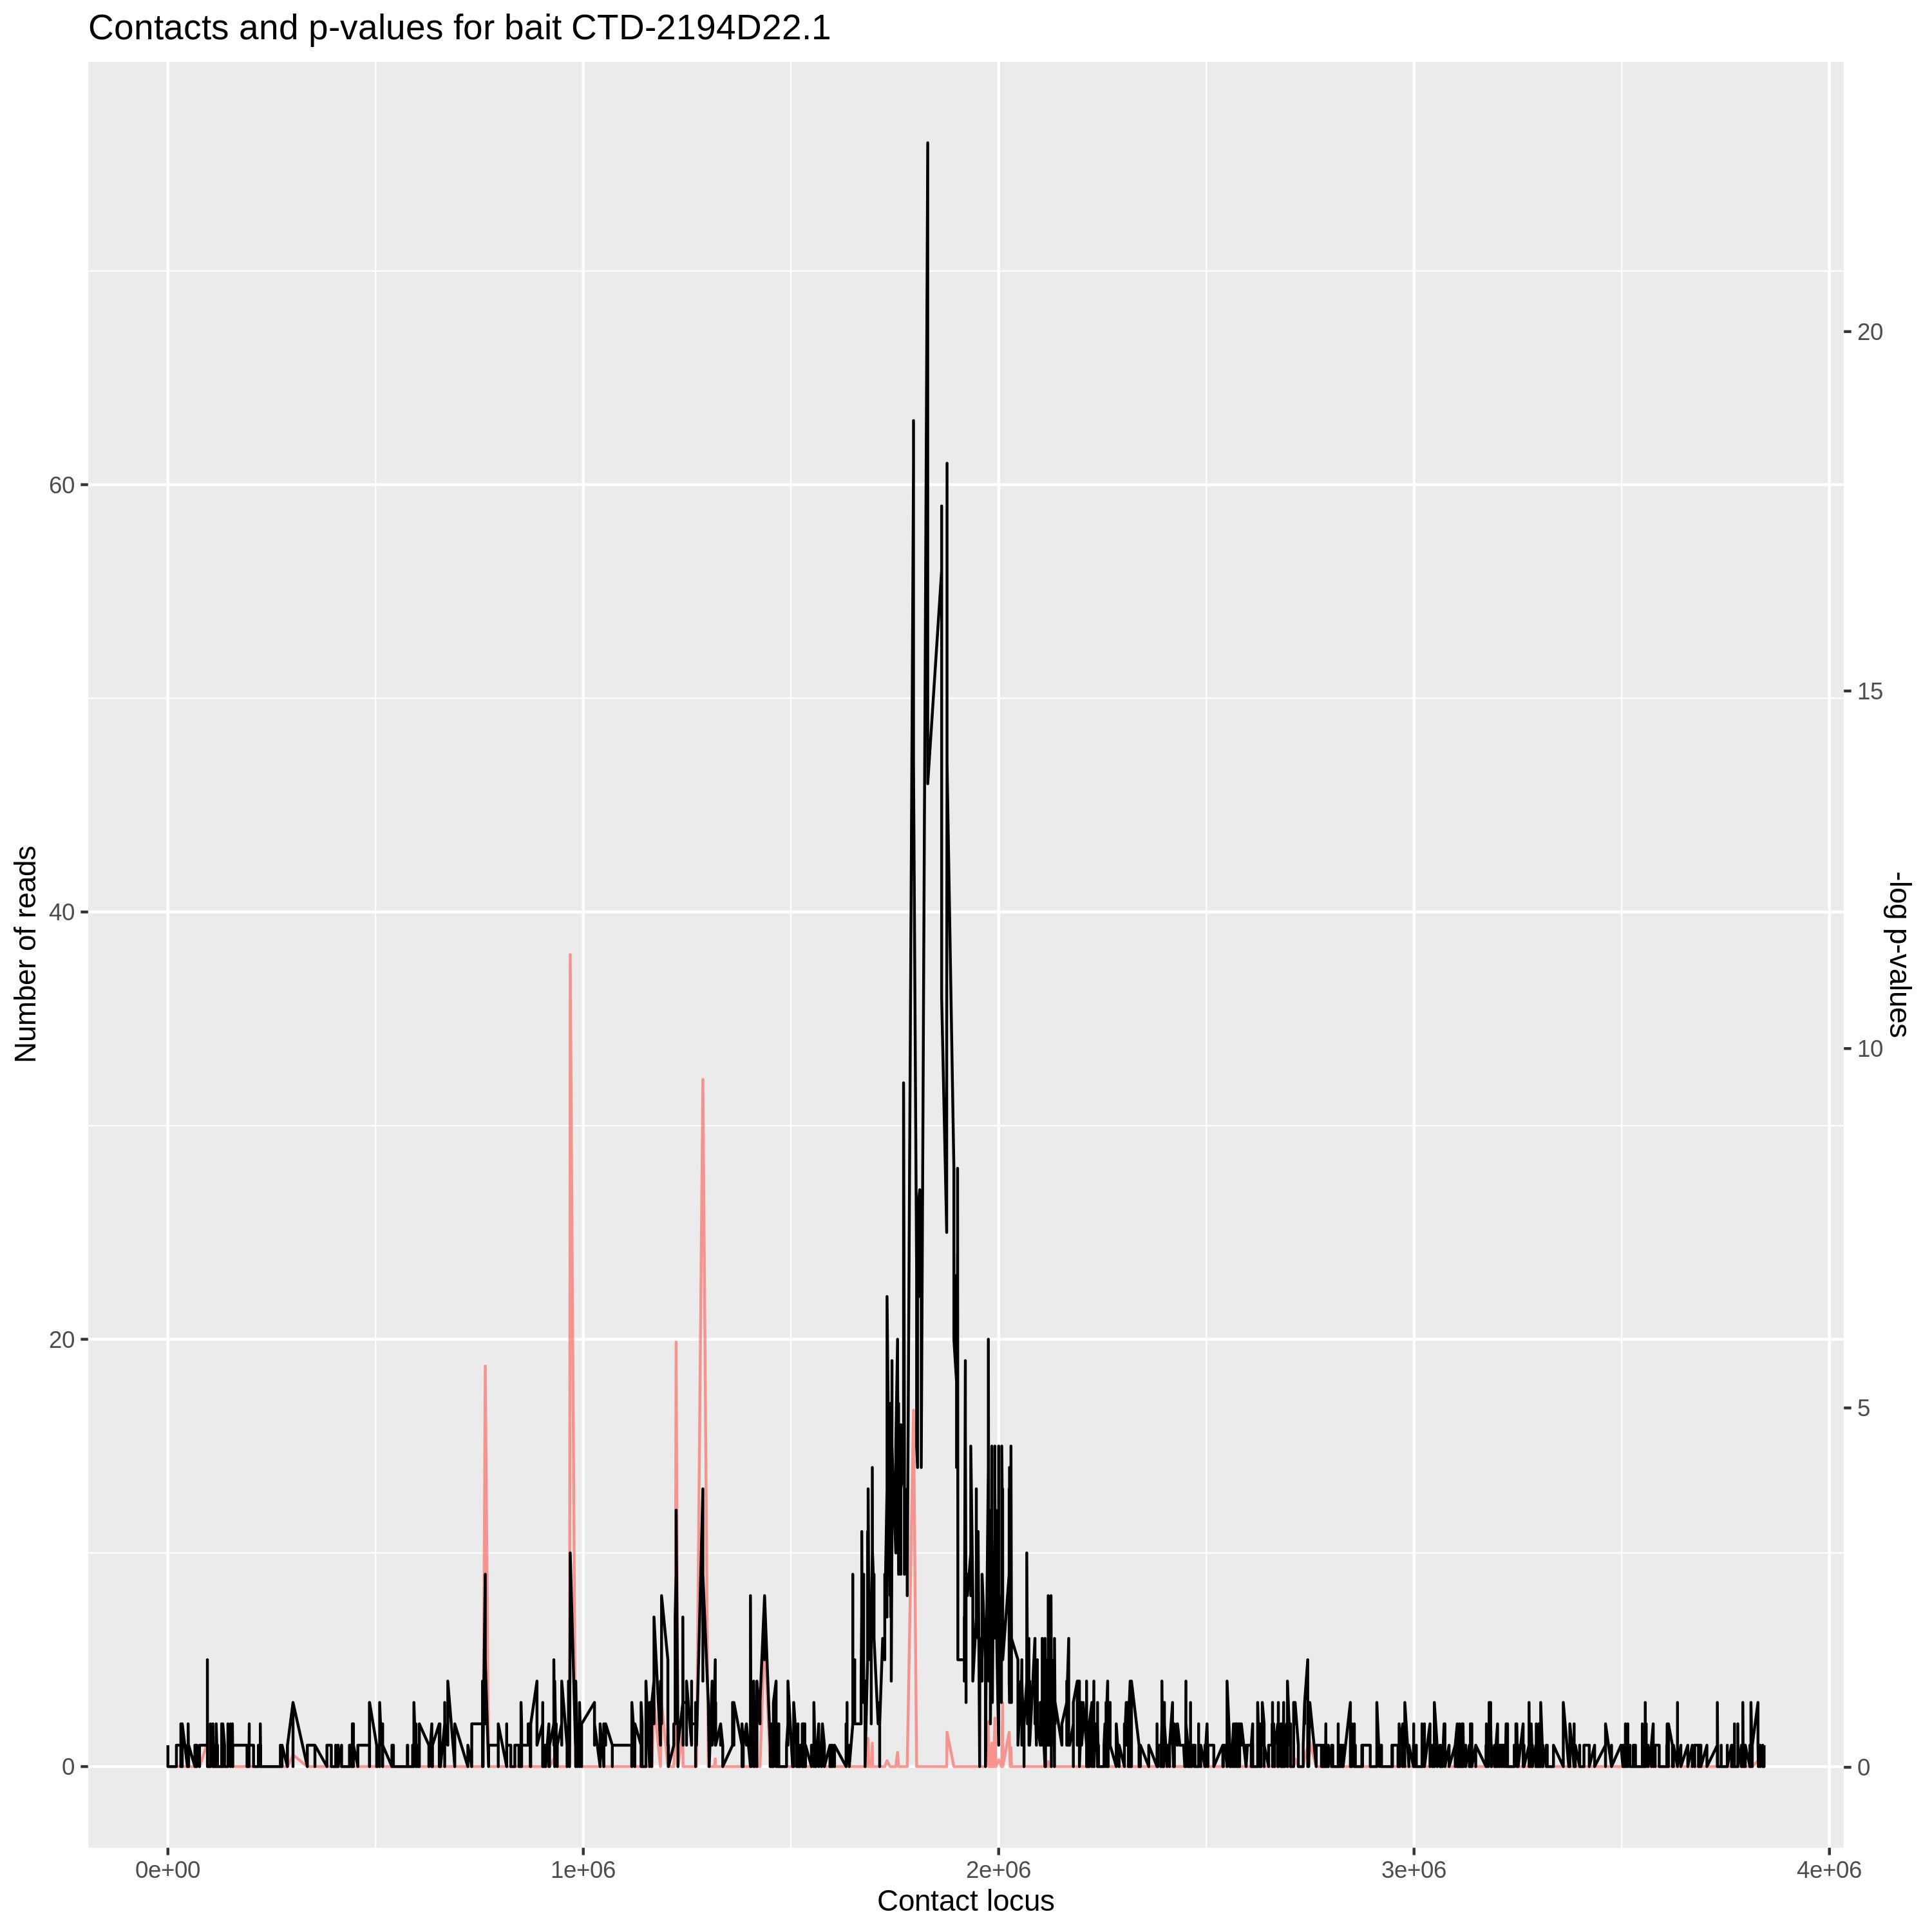 Contacts and p-values for bait CTD-2194D22.1
60
40
20
0
Number of reads
20
15
10
5
0
-log p-values
0e+00 1e+06 2e+06 3e+06 4e+06
Contact locus